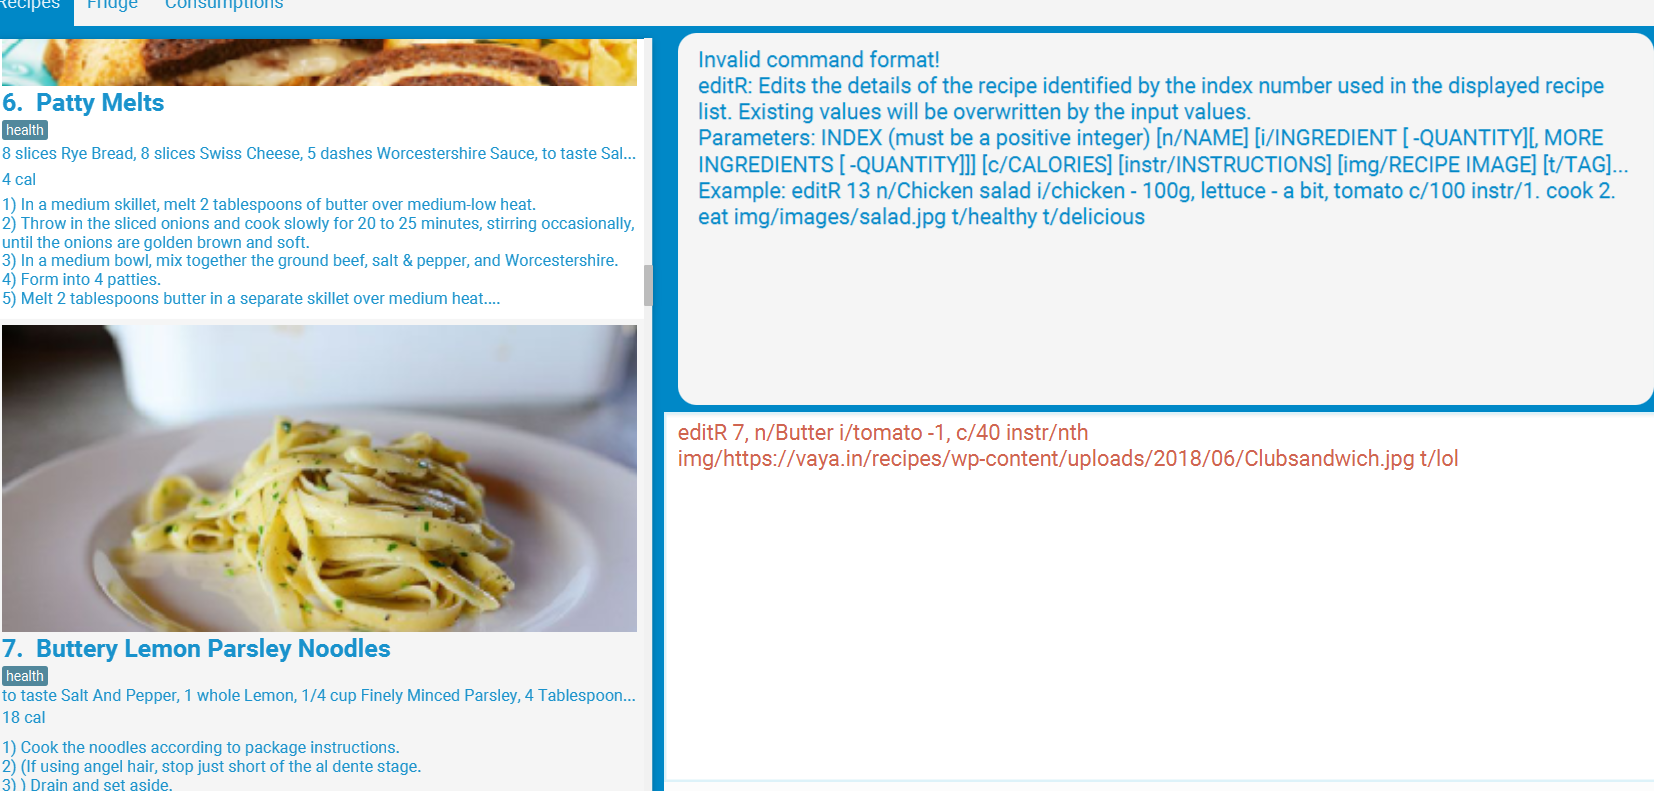 Recipes Fridge Consumptions
6. Patty Melts
health
8 slices Rye Bread, 8 slices Swiss Cheese, 5 dashes Worcestershire Sauce, to taste Sal...
4 cal
1) In a medium skillet, melt 2 tablespoons of butter over medium-low heat.
2) Throw in the sliced onions and cook slowly for 20 to 25 minutes, stirring occasionally,
until the onions are golden brown and soft.
3) In a medium bowl, mix together the ground beef, salt & pepper, and Worcestershire.
4) Form into 4 patties.
5) Melt 2 tablespoons butter in a separate skillet over medium heat....
7. Buttery Lemon Parsley Noodles
health
to taste Salt And Pepper, 1 whole Lemon, 1/4 cup Finely Minced Parsley, 4 Tablespoon...
18 cal
1) Cook the noodles according to package instructions.
2) (If using angel hair, stop just short of the al dente stage.
3) ) Drain and set aside.
Invalid command format!
editR: Edits the details of the recipe identified by the index number used in the displayed recipe
list. Existing values will be overwritten by the input values.
Parameters: INDEX (must be a positive integer) [n/NAME] [i/INGREDIENT [ -QUANTITY][, MORE
INGREDIENTS [ -QUANTITY]]] [c/CALORIES] [instr/INSTRUCTIONS] [img/RECIPE IMAGE] [t/TAG]...
Example: editR 13 n/Chicken salad i/chicken - 100g, lettuce - a bit, tomato c/100 instr/1. cook 2.
eat img/images/salad.jpg t/healthy t/delicious
editR 7, n/Butter i/tomato -1, c/40 instr/nth
img/https://vaya.in/recipes/wp-content/uploads/2018/06/Clubsandwich.jpg t/lol